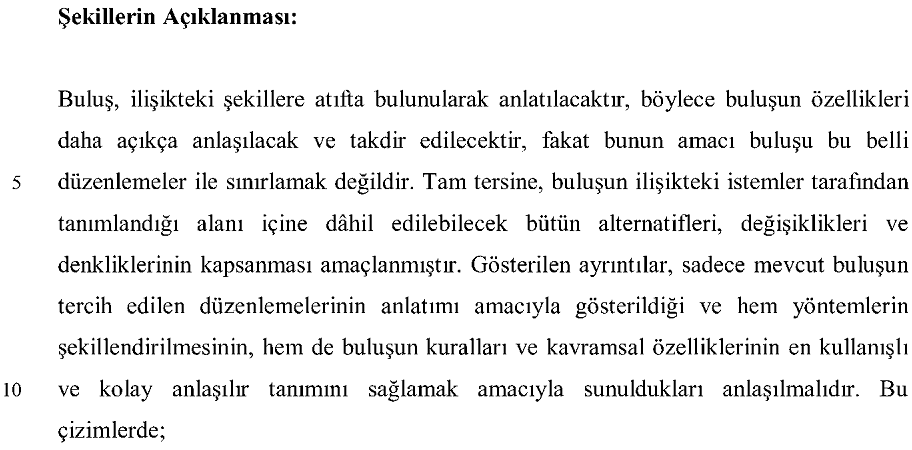 Şekillerin Açıklanması:
Buluş, ilişikteki şekillere atıfta bulunularak anlatılacaktır, böylece buluşun özellikleri
daha açıkça anlaşılacak ve takdir edilecektir, fakat bunun amacı buluşu bu belli
5 düzenlemeler ile sınırlamak değildir. Tam tersine, buluşun ilişikteki istemler tarafından
tanımlandığı alanı içine dâhil edilebilecek bütün alternatifleri, değişiklikleri ve
denkliklerinin kapsanması amaçlanmıştır. Gösterilen ayrıntılar, sadece mevcut buluşun
tercih edilen düzenlemelerinin anlatımı amacıyla gösterildiği ve hem yöntemlerin
şekillendirilmesinin, hem de buluşun kuralları ve kavramsal özelliklerinin en kullanışlı
10 ve kolay anlaşılır tanımını sağlamak amacıyla sunuldukları anlaşılmalıdır. Bu
çizimlerde;